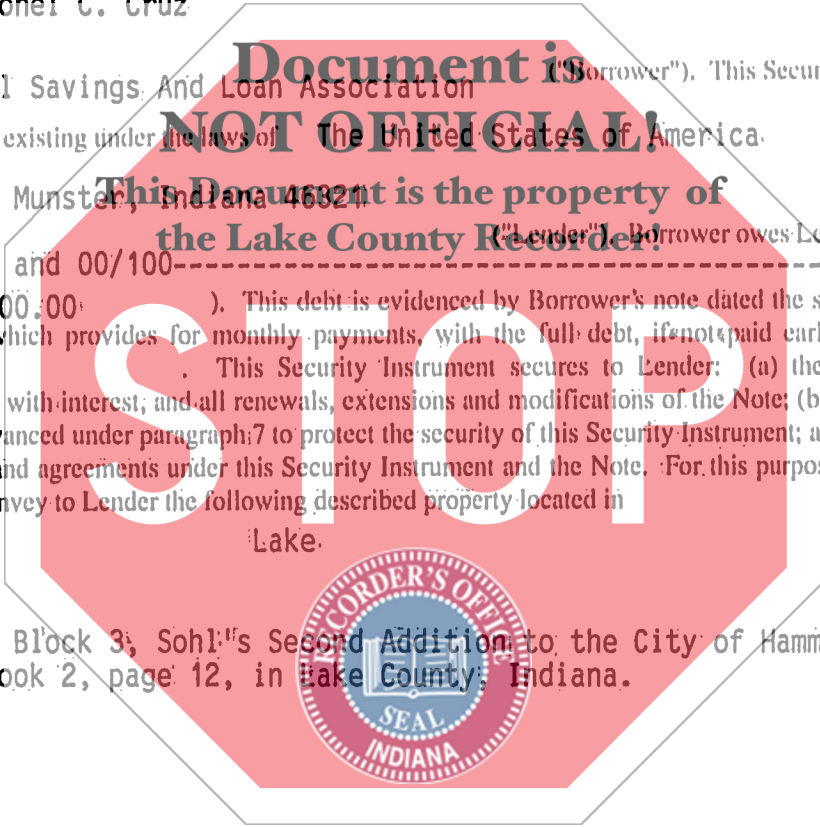 onel C. Cruz
Document is
("Borrower"). This Secur
l Savings And Loan Association
NOT OFFICIAL!
existing under the laws of The United States of America
This Document is the property of
Munster, Indiana 46321
the Lake County Recorder!
("Lender"). Borrower owes Le
and 00/100--------------------------------------------------
00.00 ). This debt is evidenced by Borrower's note dated the s
which provides for monthly payments, with the full debt, if not paid earl
. This Security Instrument secures to Lender: (a) the
with interest, and all renewals, extensions and modifications of the Note; (b
vanced under paragraph 7 to protect the security of this Security Instrument; a
and agreements under this Security Instrument and the Note. For this purpos
nvey to Lender the following described property located in
STOP
Lake
RECORDER'S OFFICE
Block 3, Sohl's Second Addition to the City of Hamm
ook 2, page 12, in Lake County, Indiana.
SEAL
INDIANA